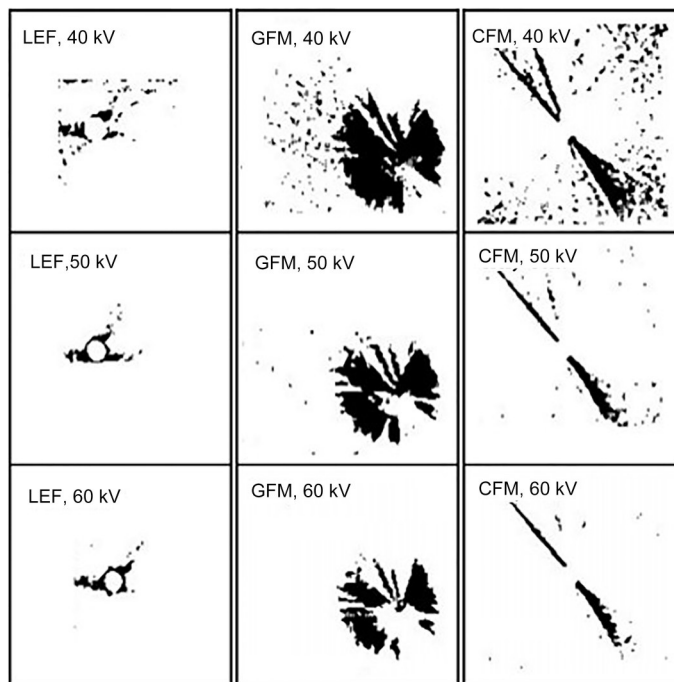 LEF, 40 kV
GFM, 40 kV
CFM, 40 kV
LEF,50 kV
GFM, 50 kV
CFM, 50 kV
LEF, 60 kV
GFM, 60 kV
CFM, 60 kV